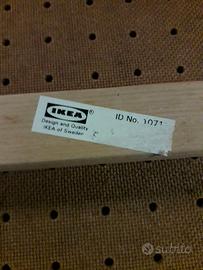 IKEA®
ID No. 1071
Design and Quality
IKEA of Sweden
subito